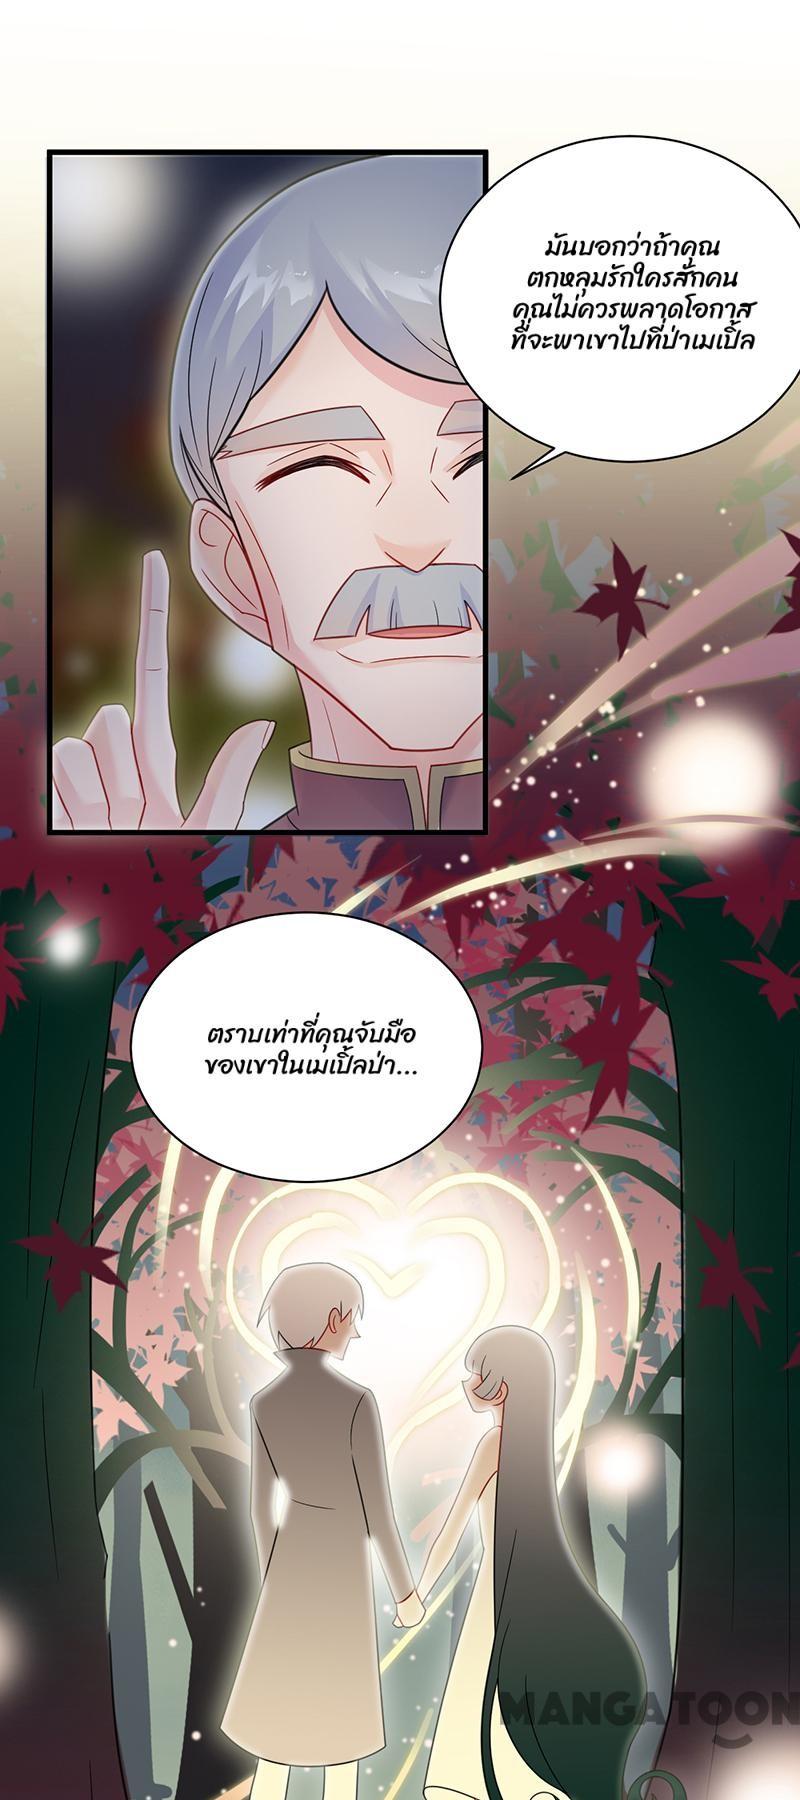 มันบอกว่าถ้าคุณ
ตกหลุมรักใครสักคน
คุณไม่ควรพลาดโอกาส
ที่จะพาเขาไปที่ป่าเมเปิ้ล
ตราบเท่าที่คุณจับมือ
ของเขาในเมเปิ้ลป่า...
MANGATOON